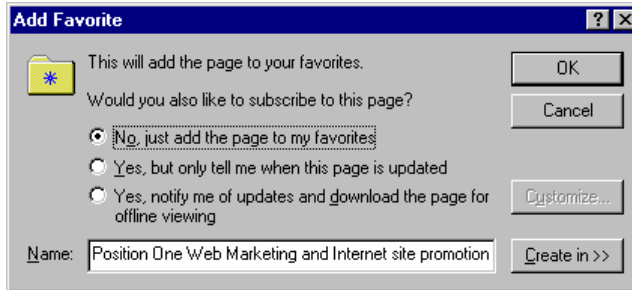 Add Favorite
This will add the page to your favorites.
OK
Would you also like to subscribe to this page?
Cancel
No, just add the page to my favorites
Yes, but only tell me when this page is updated
Yes, notify me of updates and download the page for
offline viewing
Customize...
Name: Position One Web Marketing and Internet site promotion
Create in >>